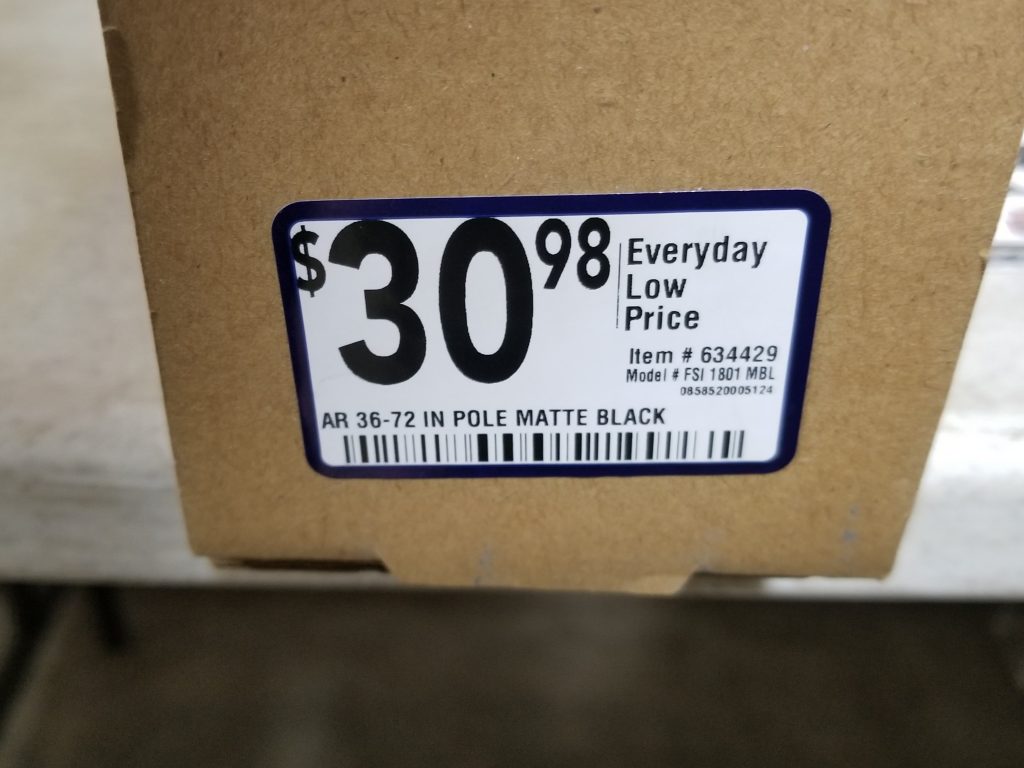 $30 98
Everyday
Low
Price
Item # 634429
Model # FSI 1801 MBL
0858520005124
AR 36-72 IN POLE MATTE BLACK